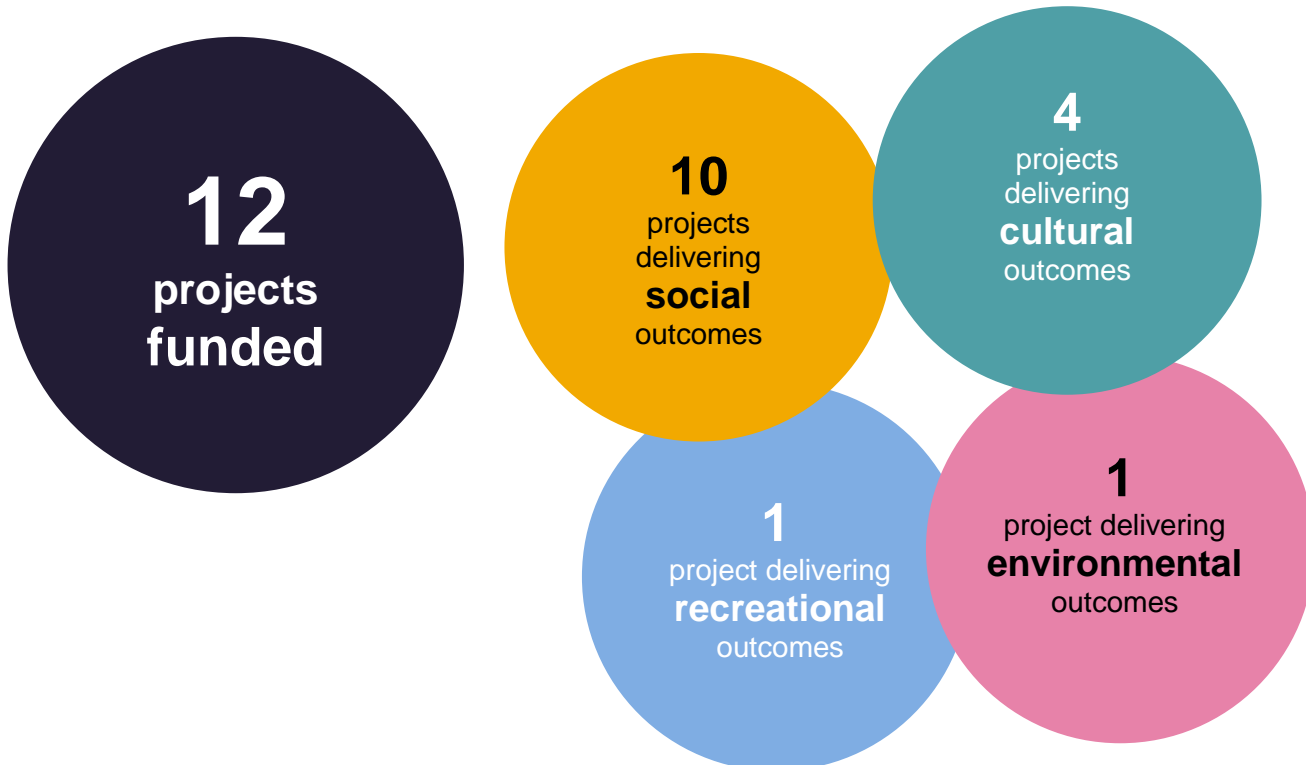 12
projects
funded
10
projects
delivering
social
outcomes
4
projects
delivering
cultural
outcomes
1
project delivering
recreational
outcomes
1
project delivering
environmental
outcomes